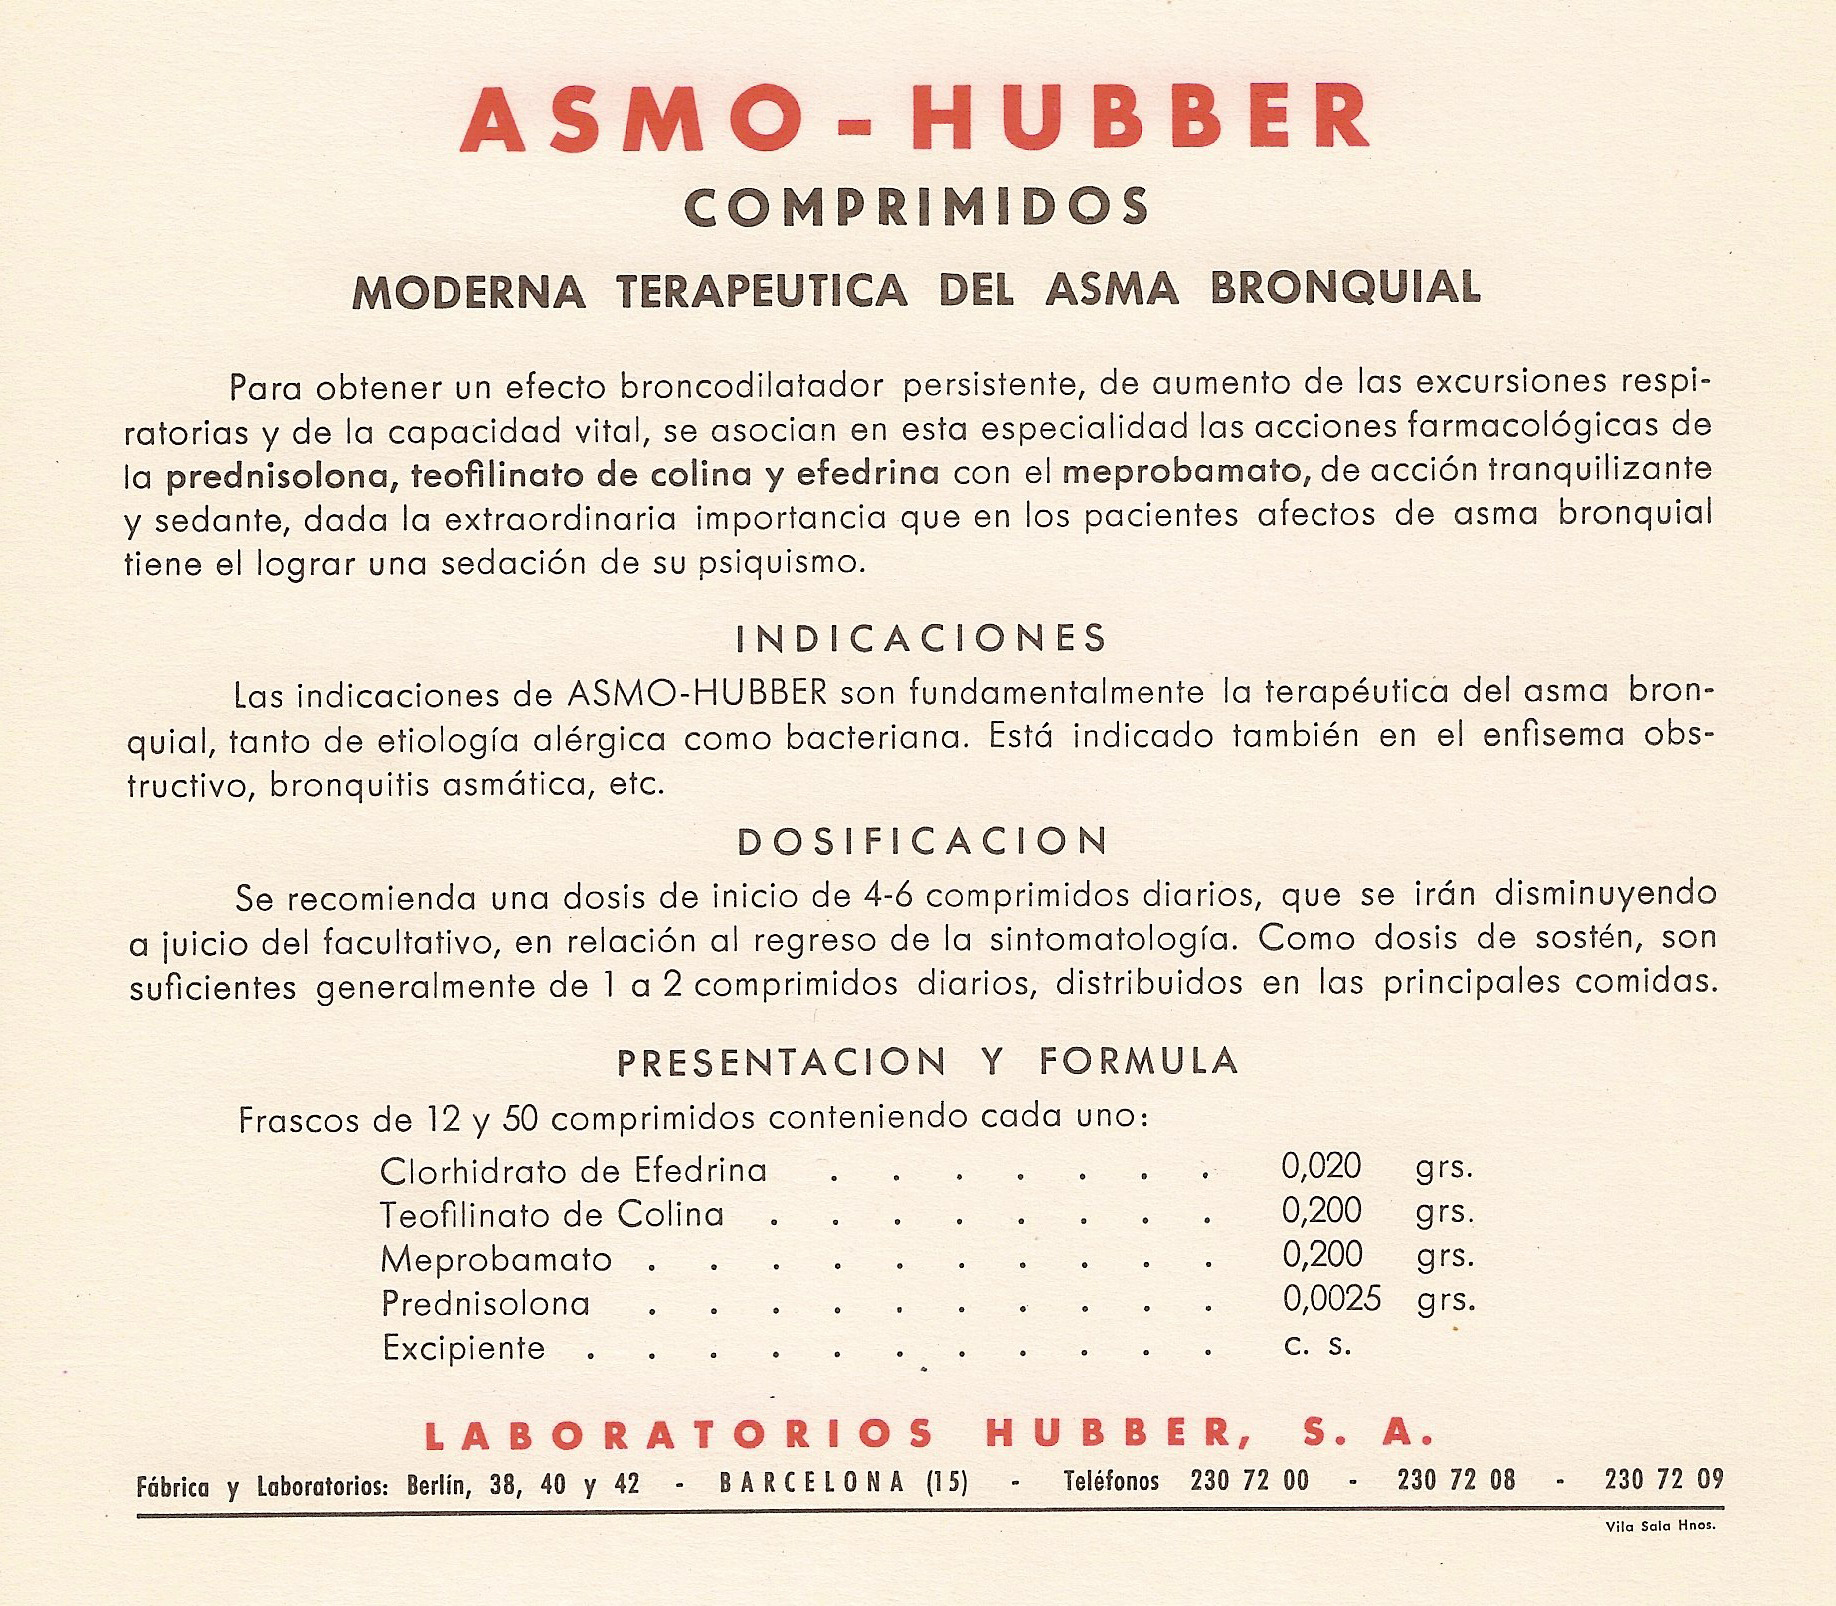 ASMO - HUBBER
COMPRIMIDOS
MODERNA TERAPEUTICA DEL ASMA BRONQUIAL
Para obtener un efecto broncodilatador persistente, de aumento de las excursiones respi-
ratorias y de la capacidad vital, se asocian en esta especialidad las acciones farmacológicas de
la prednisolona, teofilinato de colina y efedrina con el meprobamato, de acción tranquilizante
y sedante, dada la extraordinaria importancia que en los pacientes afectos de asma bronquial
tiene el lograr una sedación de su psiquismo.
INDICACIONES
Las indicaciones de ASMO-HUBBER son fundamentalmente la terapéutica del asma bron-
quial, tanto de etiología alérgica como bacteriana. Está indicado también en el enfisema obs-
tructivo, bronquitis asmática, etc.
DOSIFICACION
Se recomienda una dosis de inicio de 4-6 comprimidos diarios, que se irán disminuyendo
a juicio del facultativo, en relación al regreso de la sintomatología. Como dosis de sostén, son
suficientes generalmente de 1 a 2 comprimidos diarios, distribuidos en las principales comidas.
PRESENTACION Y FORMULA
Frascos de 12 y 50 comprimidos conteniendo cada uno:
Clorhidrato de Efedrina . . . . . . . 0,020 grs.
Teofilinato de Colina . . . . . . . . 0,200 grs.
Meprobamato . . . . . . . . . . 0,200 grs.
Prednisolona . . . . . . . . . . 0,0025 grs.
Excipiente . . . . . . . . . . . c. s.
LABORATORIOS HUBBER, S. A.
Fábrica y Laboratorios: Berlín, 38, 40 y 42 - BARCELONA (15) - Teléfonos 230 72 00 - 230 72 08 - 230 72 09
Vila Sala Hnos.